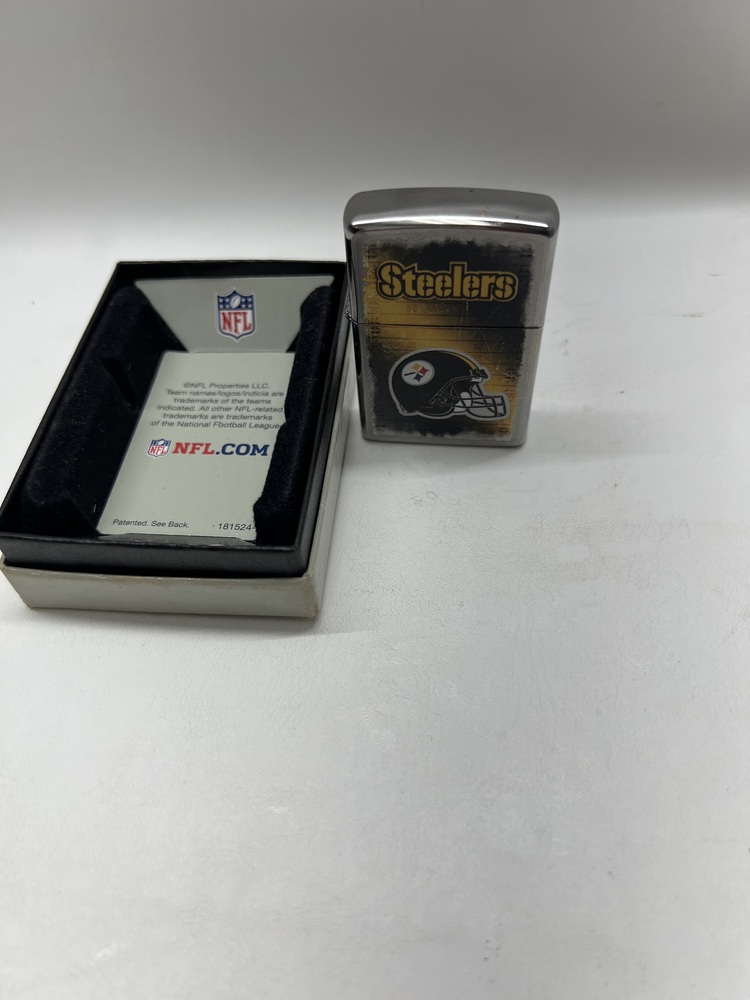 NFL
©NFL Properties LLC.
Team names/logos/indicia are
trademarks of the teams
indicated. All other NFL-related
trademarks are trademarks
of the National Football League
NFL.COM
Patented. See Back.
181524-
Steelers